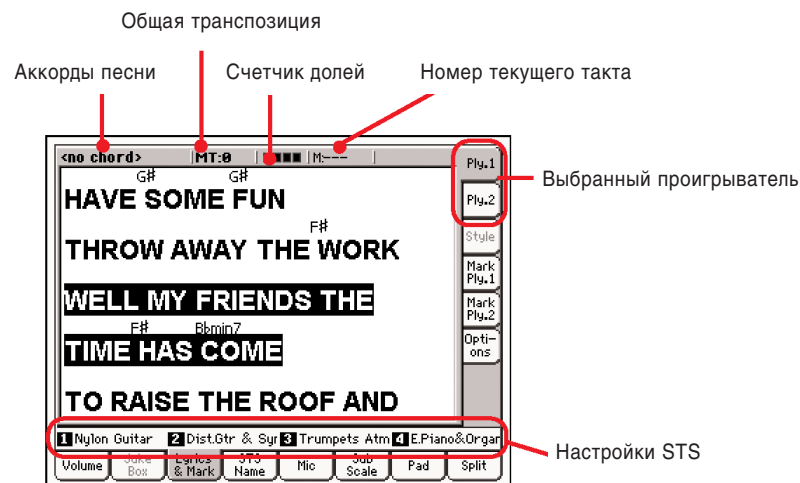 Общая транспозиция
Аккорды песни
Счетчик долей
Номер текущего такта
<no chord>
MT:0
M:---
Ply.1
Выбранный проигрыватель
G# G#
HAVE SOME FUN
Ply.2
F#
THROW AWAY THE WORK
Style
Mark
Ply.1
WELL MY FRIENDS THE
Mark
Ply.2
F# Bbmin7
TIME HAS COME
Opti-
ons
TO RAISE THE ROOF AND
1 Nylon Guitar 2 Dist.Gtr & Syr 3 Trumpets Atm 4 E.Piano&Organ
Настройки STS
Volume
Juke
Box
Lyrics
& Mark
STS
Name
Mic
Sub
Scale
Pad
Split